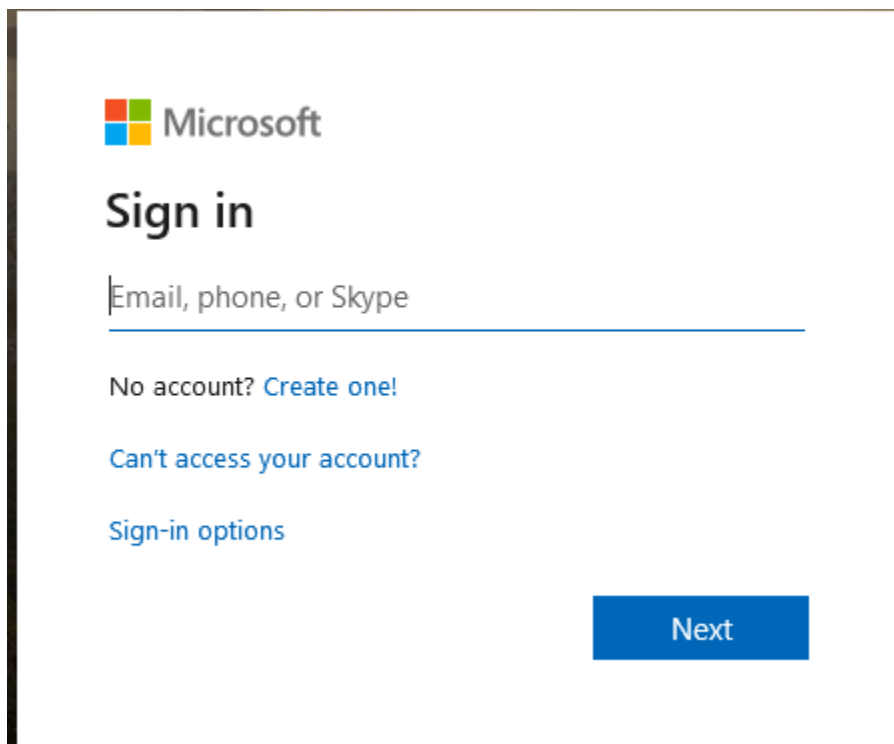 Microsoft
Sign in
Email, phone, or Skype
No account? Create one!
Can't access your account?
Sign-in options
Next